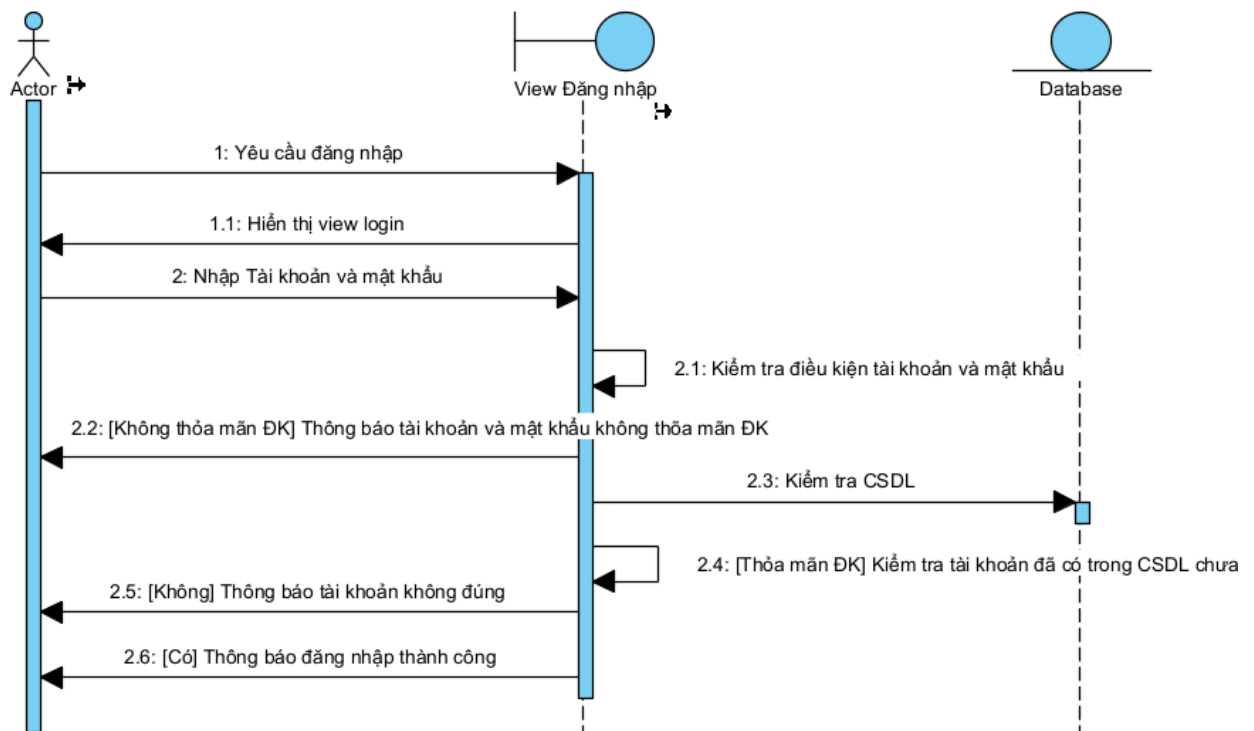 Actor
View Đăng nhập
Database
1: Yêu cầu đăng nhập
1.1: Hiển thị view login
2: Nhập Tài khoản và mật khẩu
2.1: Kiểm tra điều kiện tài khoản và mật khẩu
2.2: [Không thỏa mãn ĐK] Thông báo tài khoản và mật khẩu không thõa mãn ĐK
2.3: Kiểm tra CSDL
2.4: [Thỏa mãn ĐK] Kiểm tra tài khoản đã có trong CSDL chưa
2.5: [Không] Thông báo tài khoản không đúng
2.6: [Có] Thông báo đăng nhập thành công